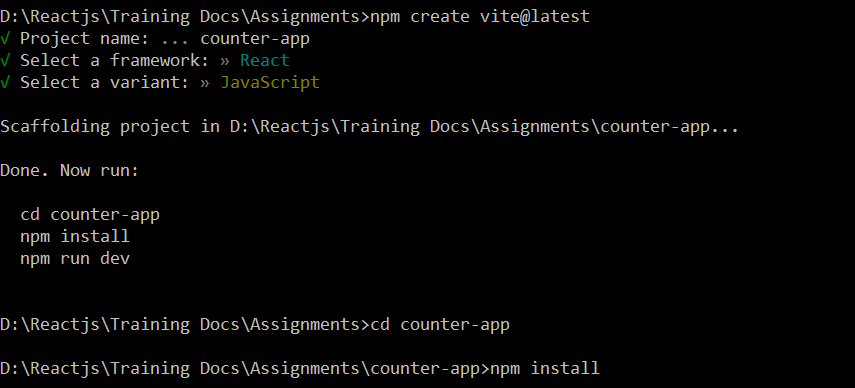 D:\Reactjs\Training Docs\Assignments>npm create vite@latest
√ Project name: ... counter-app
√ Select a framework: » React
√ Select a variant: » JavaScript
Scaffolding project in D:\Reactjs\Training Docs\Assignments\counter-app...
Done. Now run:
cd counter-app
npm install
npm run dev
D:\Reactjs\Training Docs\Assignments>cd counter-app
D:\Reactjs\Training Docs\Assignments\counter-app>npm install